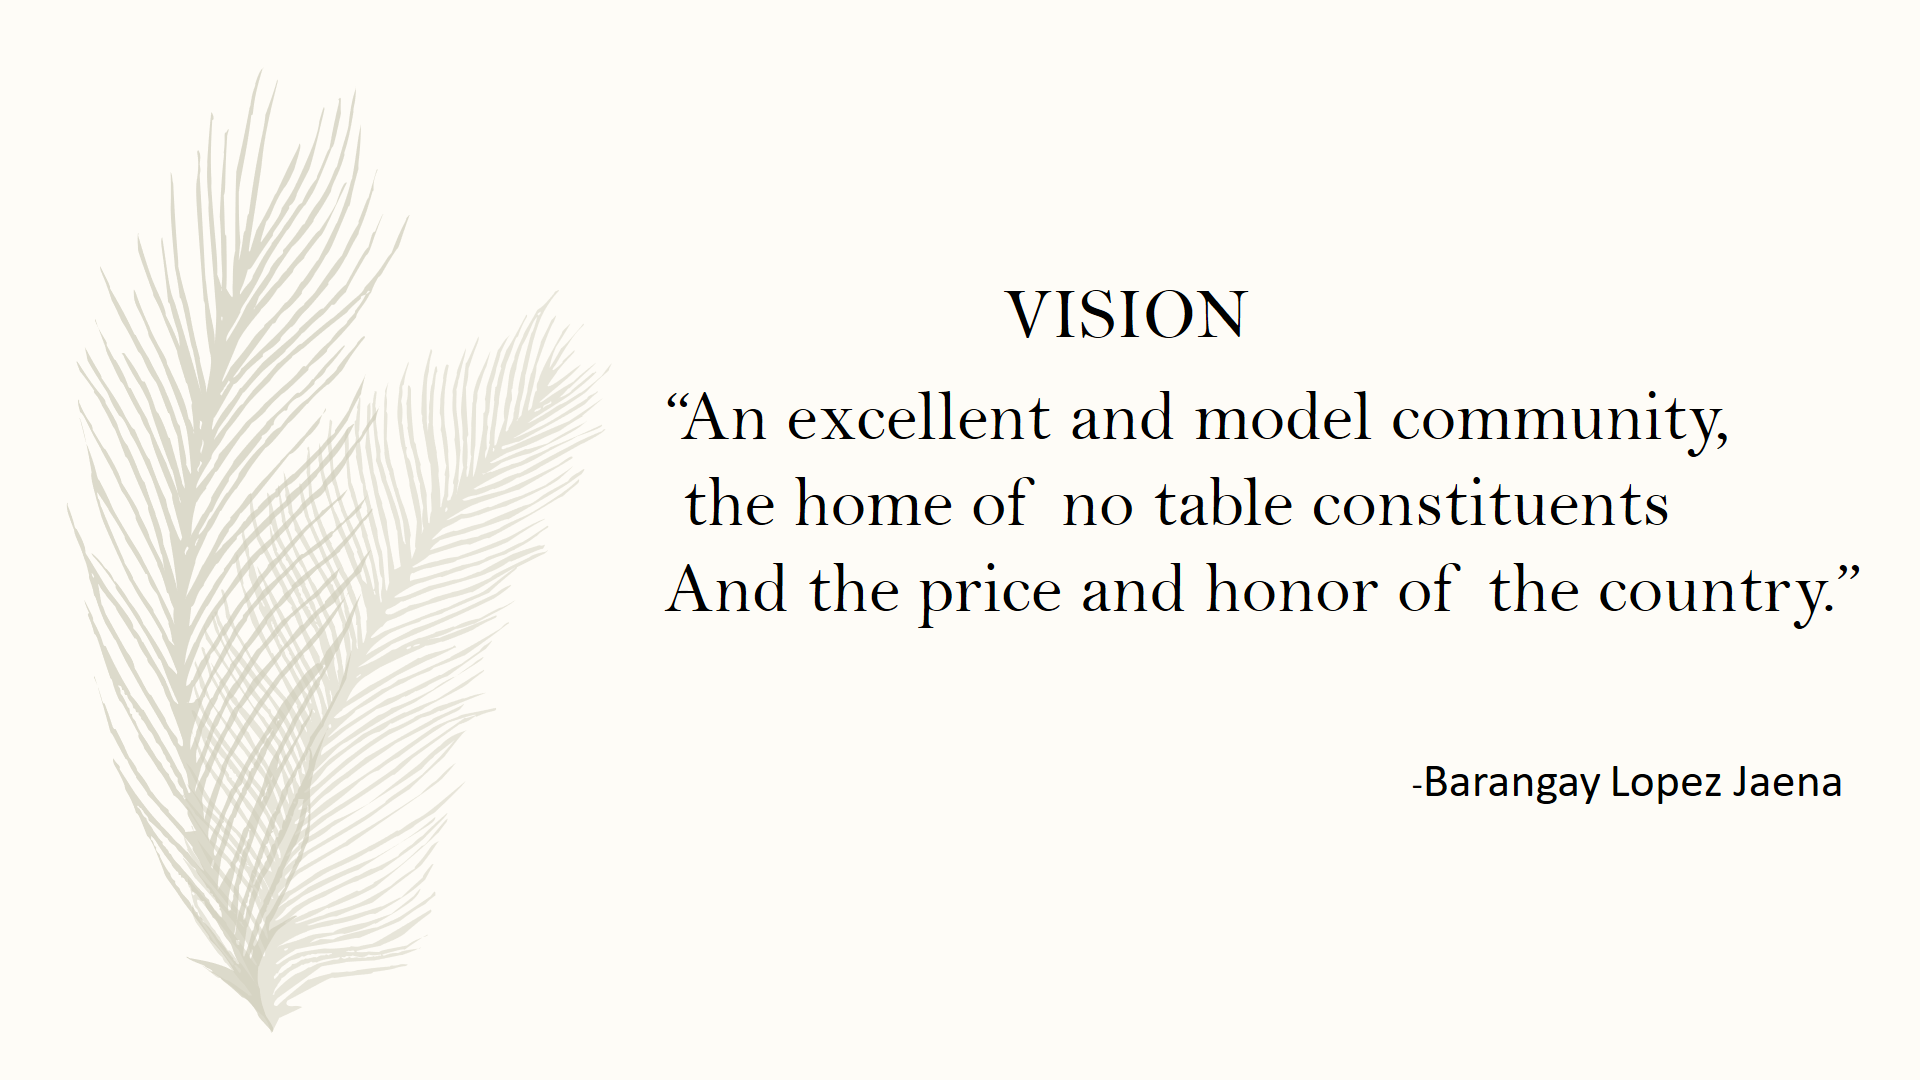 VISION
“An excellent and model community,
the home of no table constituents
And the price and honor of the country.”
-Barangay Lopez Jaena